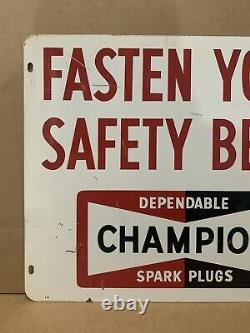 FASTEN YO
SAFETY BE
DEPENDABLE
CHAMPIO
SPARK PLUGS